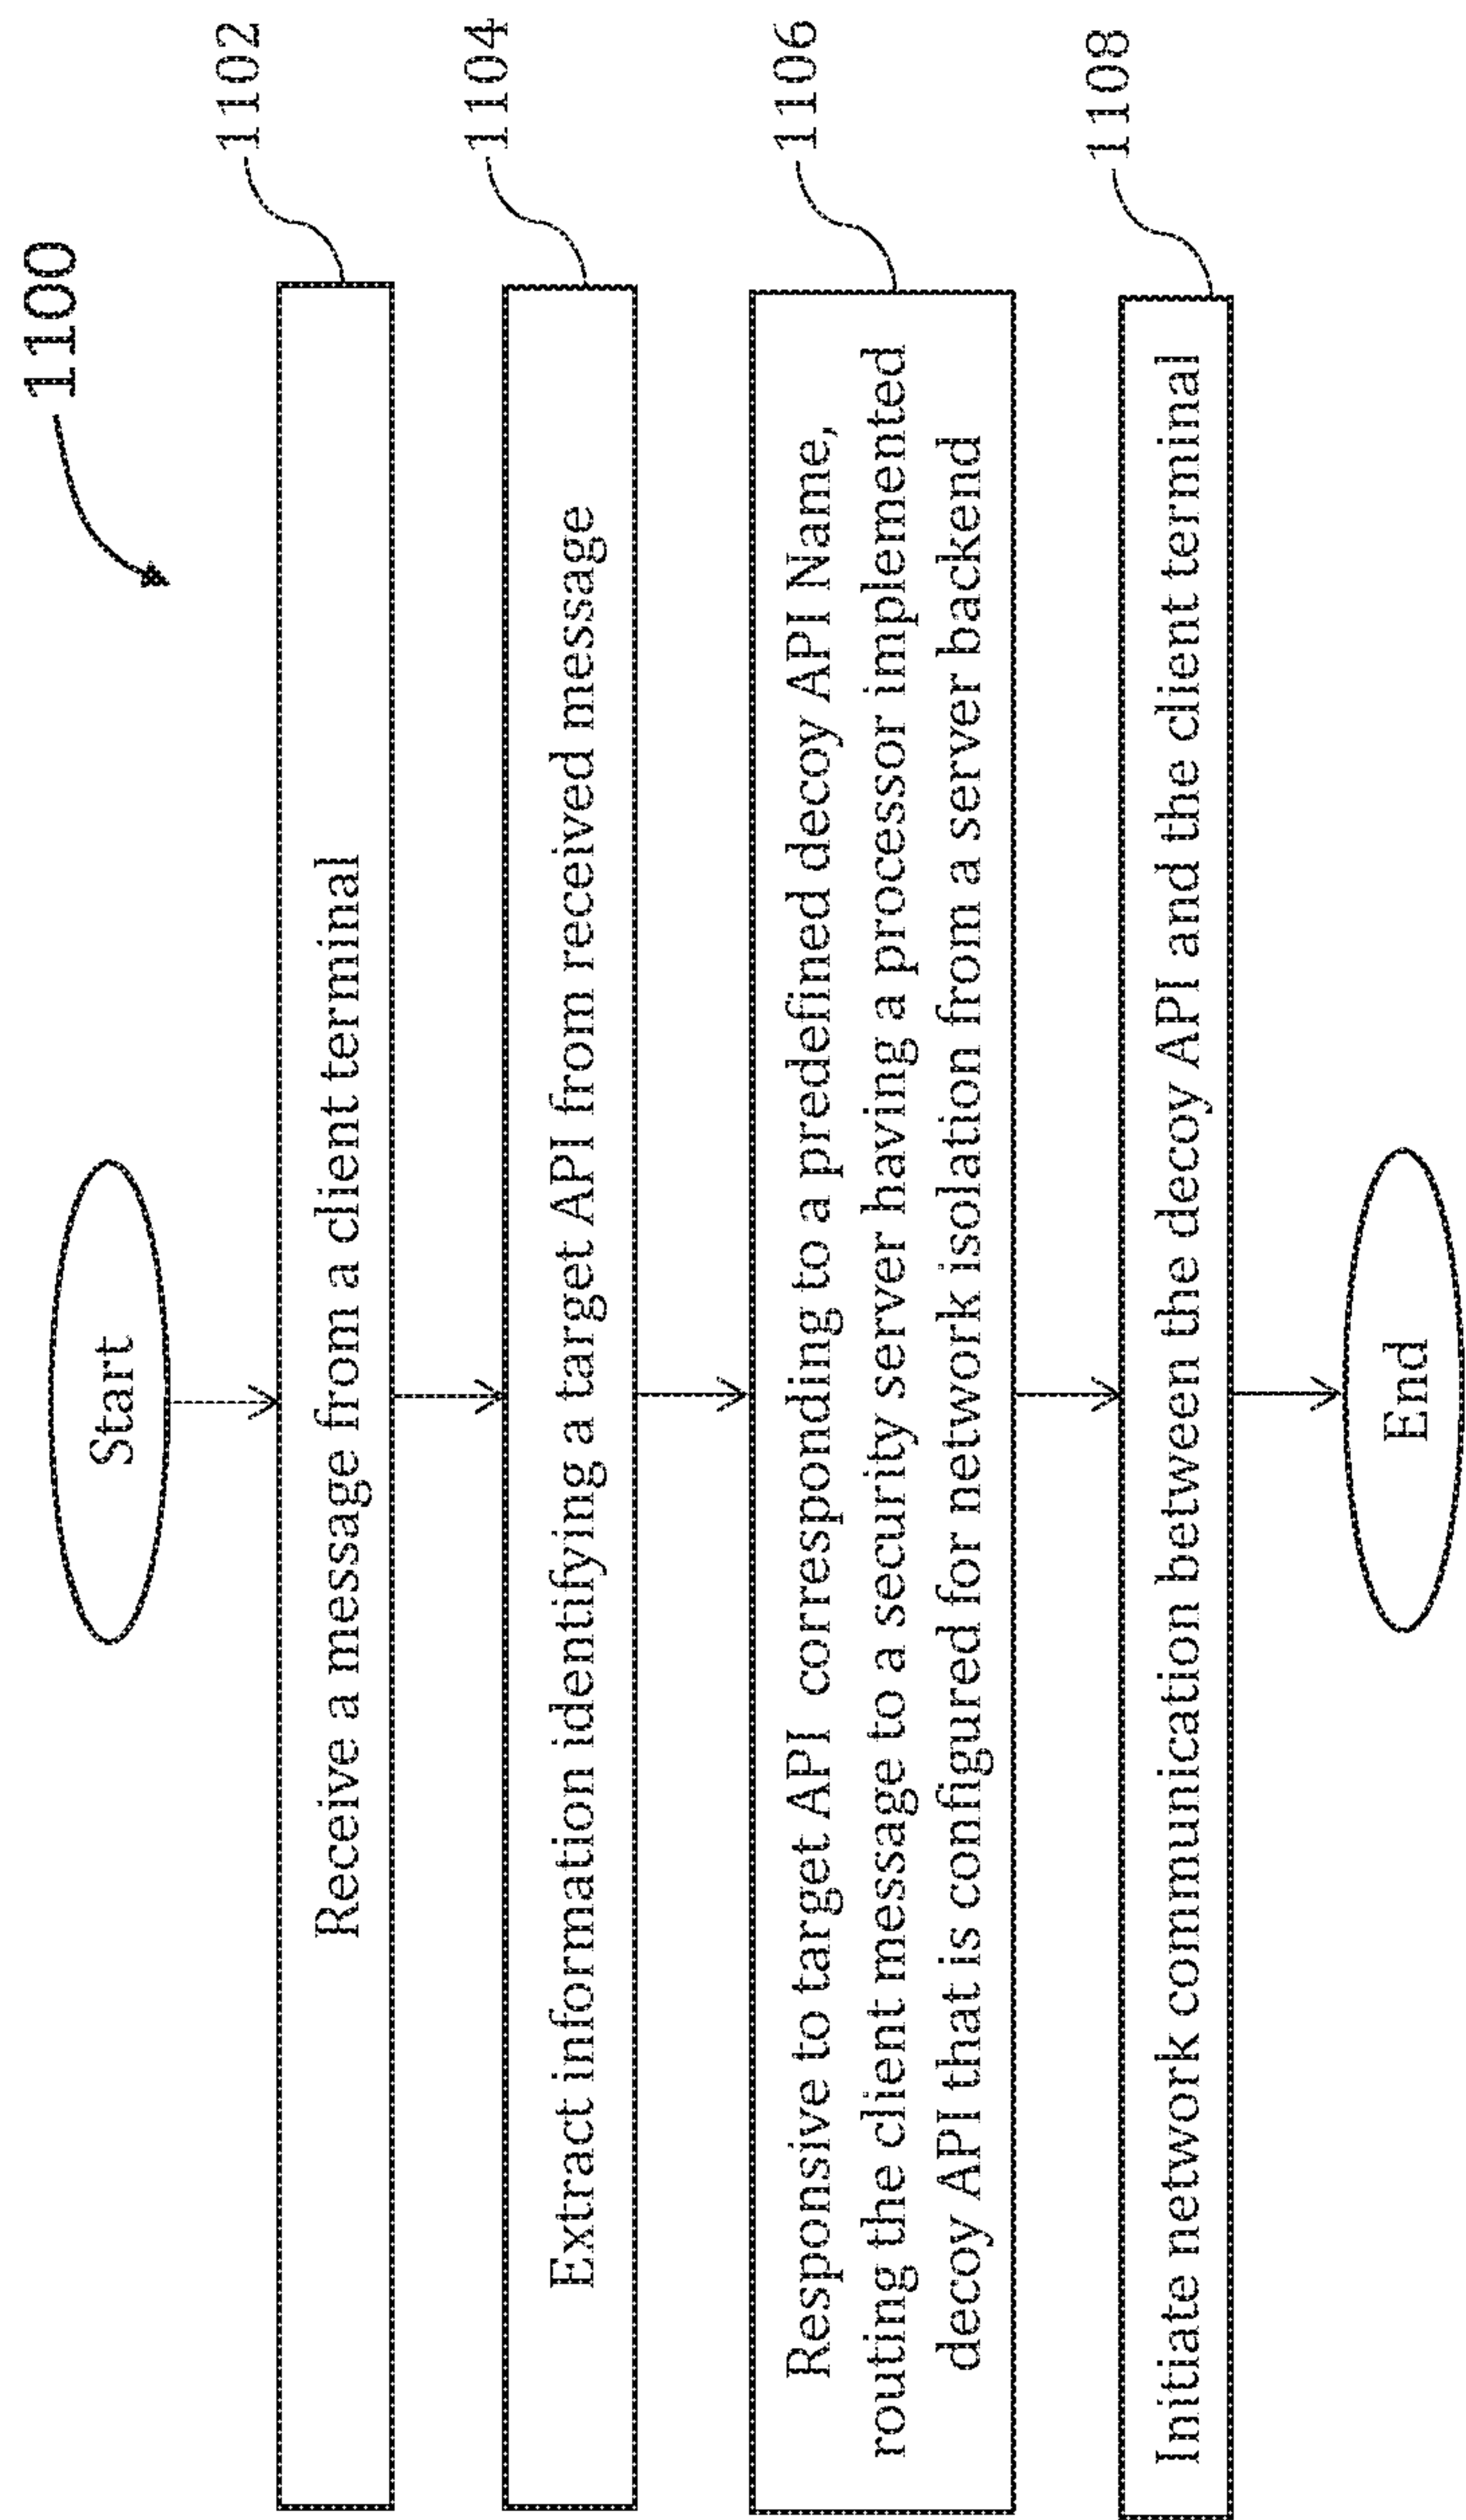 1100
Start
Receive a message from a client terminal
1102
Extract information identifying a target API from received message
1104
Responsive to target API corresponding to a predefined decoy API Name,
routing the client message to a security server having a processor implemented
decoy API that is configured for network isolation from a server backend
1106
Initiate network communication between the decoy API and the client terminal
1108
End